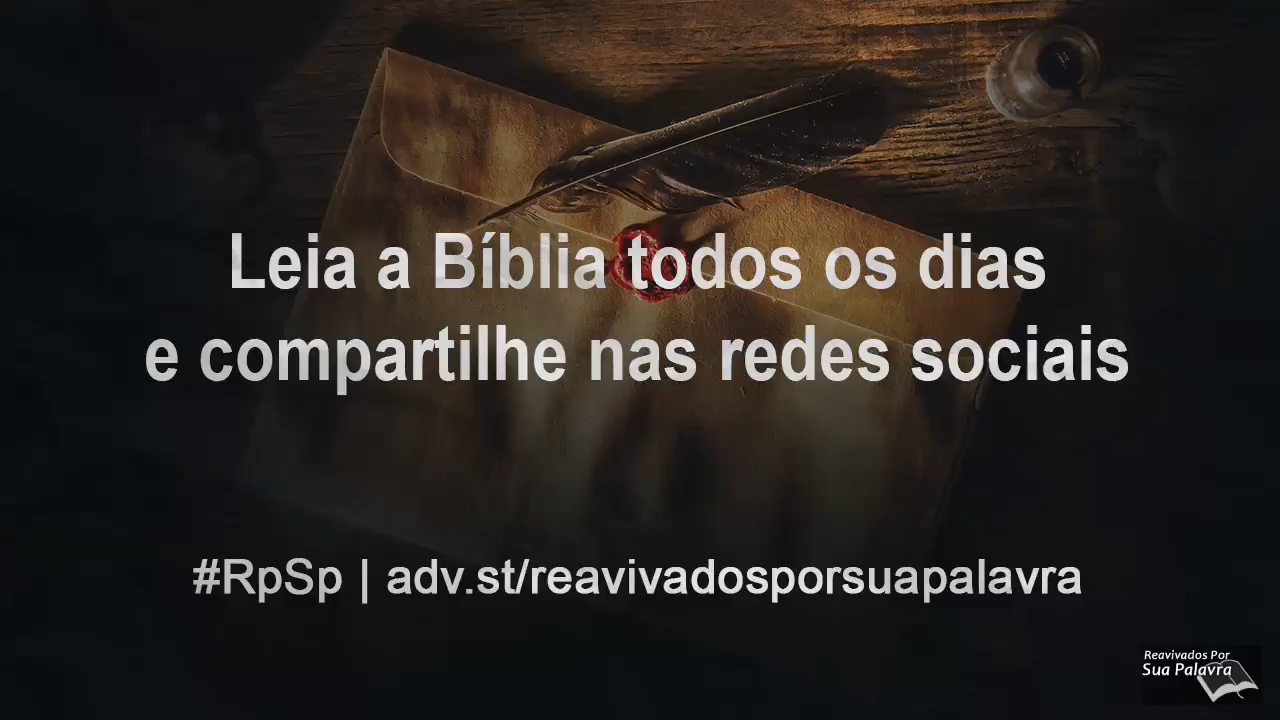 Leia a Bíblia todos os dias
e compartilhe nas redes sociais
#RpSp | adv.st/reavivadosporsuapalavra
Reavivados Por
Sua Palavra